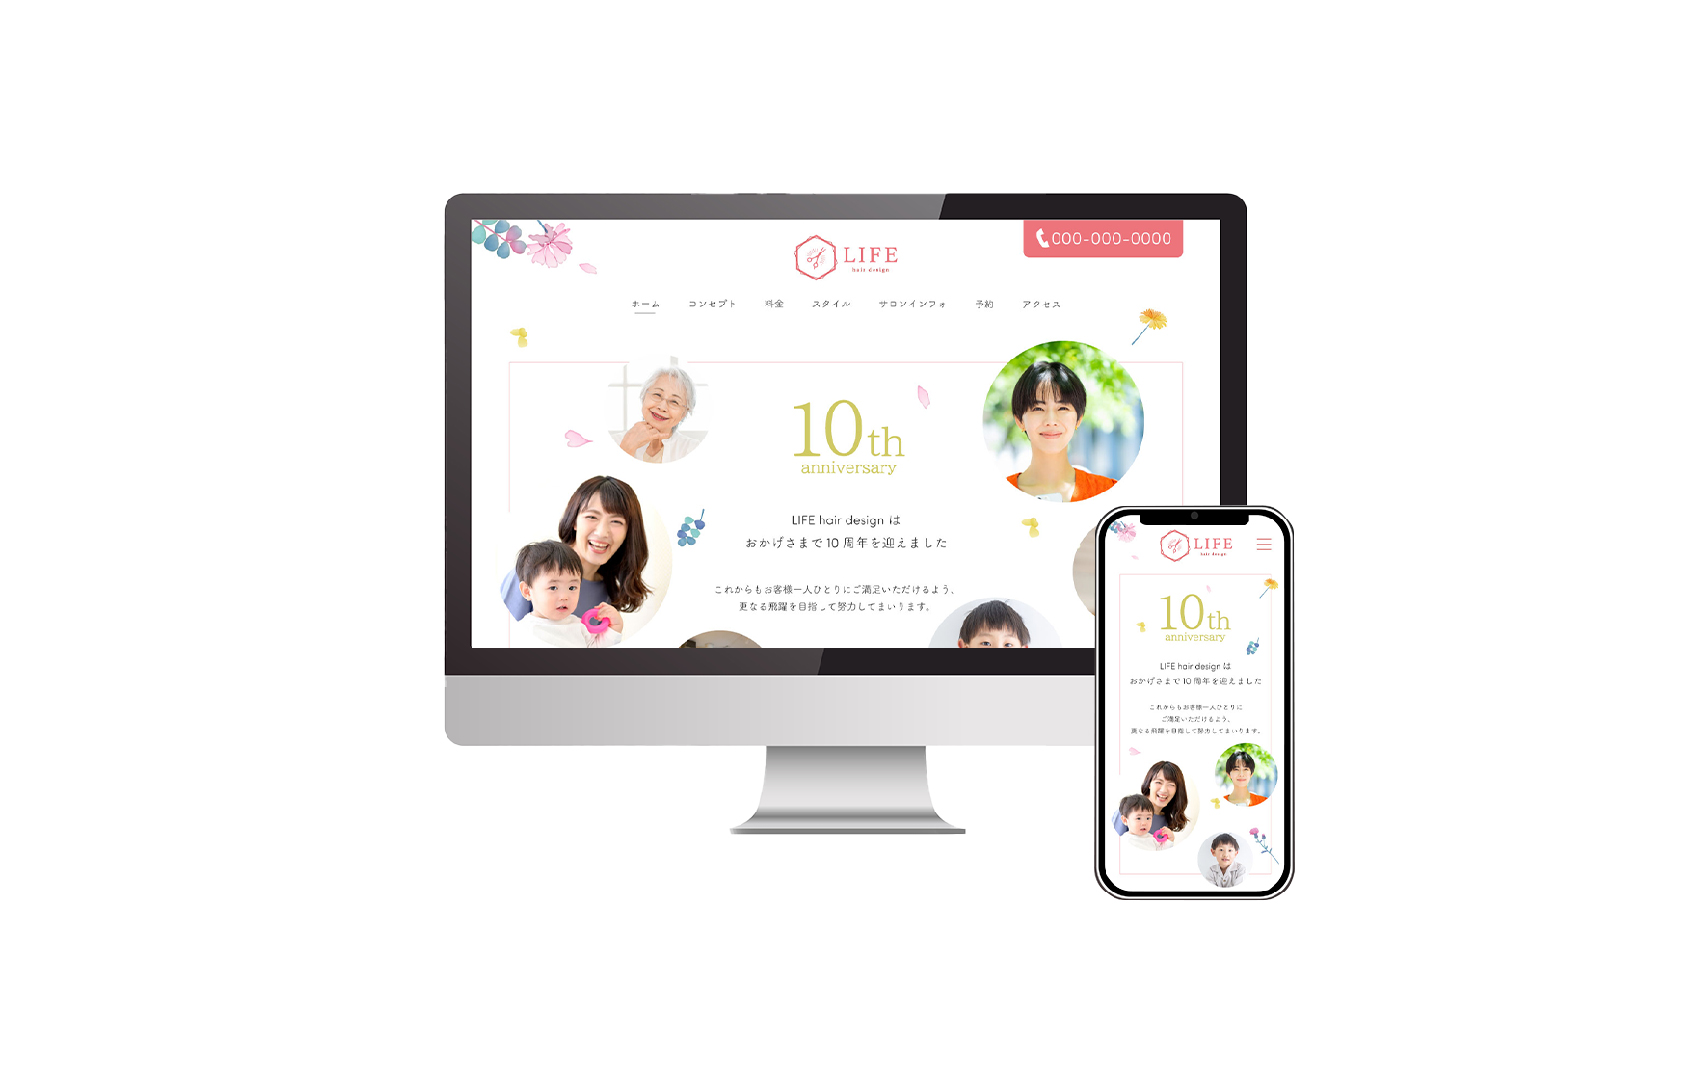 LIFE
hair design
000-000-0000
ホーム コンセプト 料金 スタイル サロンインフォ 予約 アクセス
10th
anniversary
LIFE hair design は
おかげさまで 10 周年を迎えました
これからもお客様一人ひとりにご満足いただけるよう、
更なる飛躍を目指して努力してまいります。
LIFE
hair design
10th
anniversary
LIFE hair design は
おかげさまで 10 周年を迎えました
これからもお客様一人ひとりに
ご満足いただけるよう、
更なる飛躍を目指して努力してまいります。